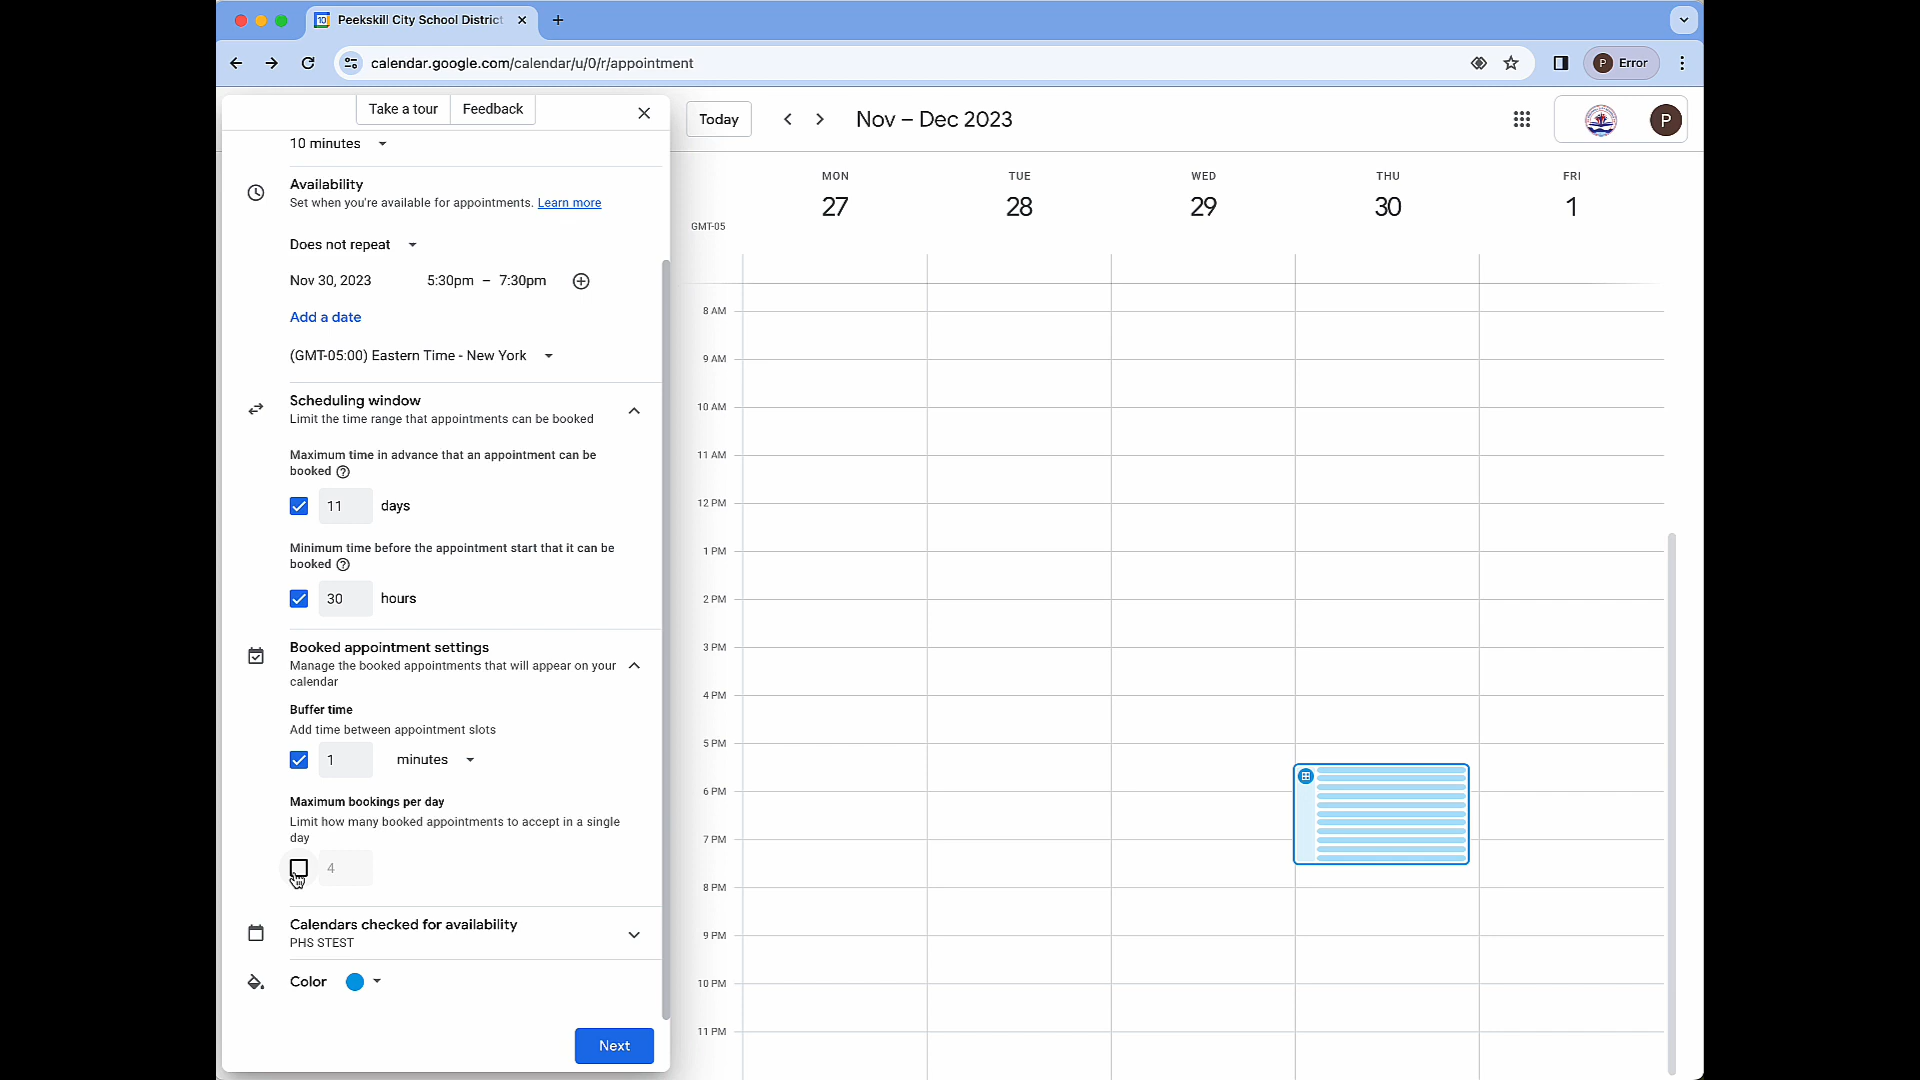 Peekskill City School District
calendar.google.com/calendar/u/0/r/appointment
P Error
Take a tour Feedback
10 minutes
Availability
Set when you're available for appointments. Learn more
Does not repeat
Nov 30, 2023 5:30pm – 7:30pm
Add a date
(GMT-05:00) Eastern Time - New York
Scheduling window
Limit the time range that appointments can be booked
Maximum time in advance that an appointment can be
booked
11 days
Minimum time before the appointment start that it can be
booked
30 hours
Booked appointment settings
Manage the booked appointments that will appear on your
calendar
Buffer time
Add time between appointment slots
1 minutes
Maximum bookings per day
Limit how many booked appointments to accept in a single
day
4
Calendars checked for availability
PHS STEST
Color
Next
Today Nov – Dec 2023 P
MON TUE WED THU FRI
27 28 29 30 1
GMT-05
8 AM
9 AM
10 AM
11 AM
12 PM
1 PM
2 PM
3 PM
4 PM
5 PM
6 PM
7 PM
8 PM
9 PM
10 PM
11 PM